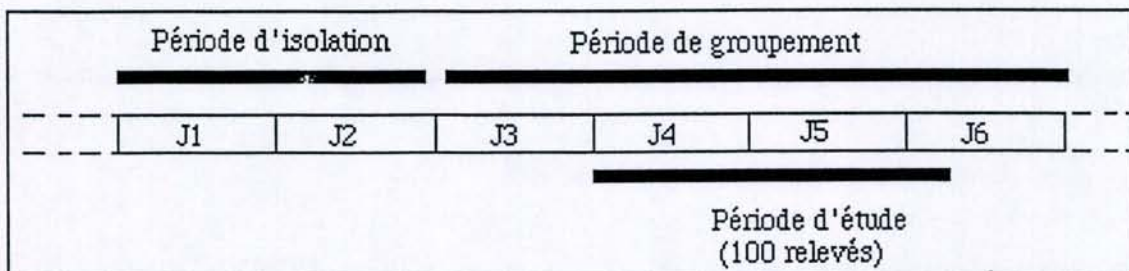 Période d'isolation Période de groupement
J1 J2 J3 J4 J5 J6
Période d'étude
(100 relevés)